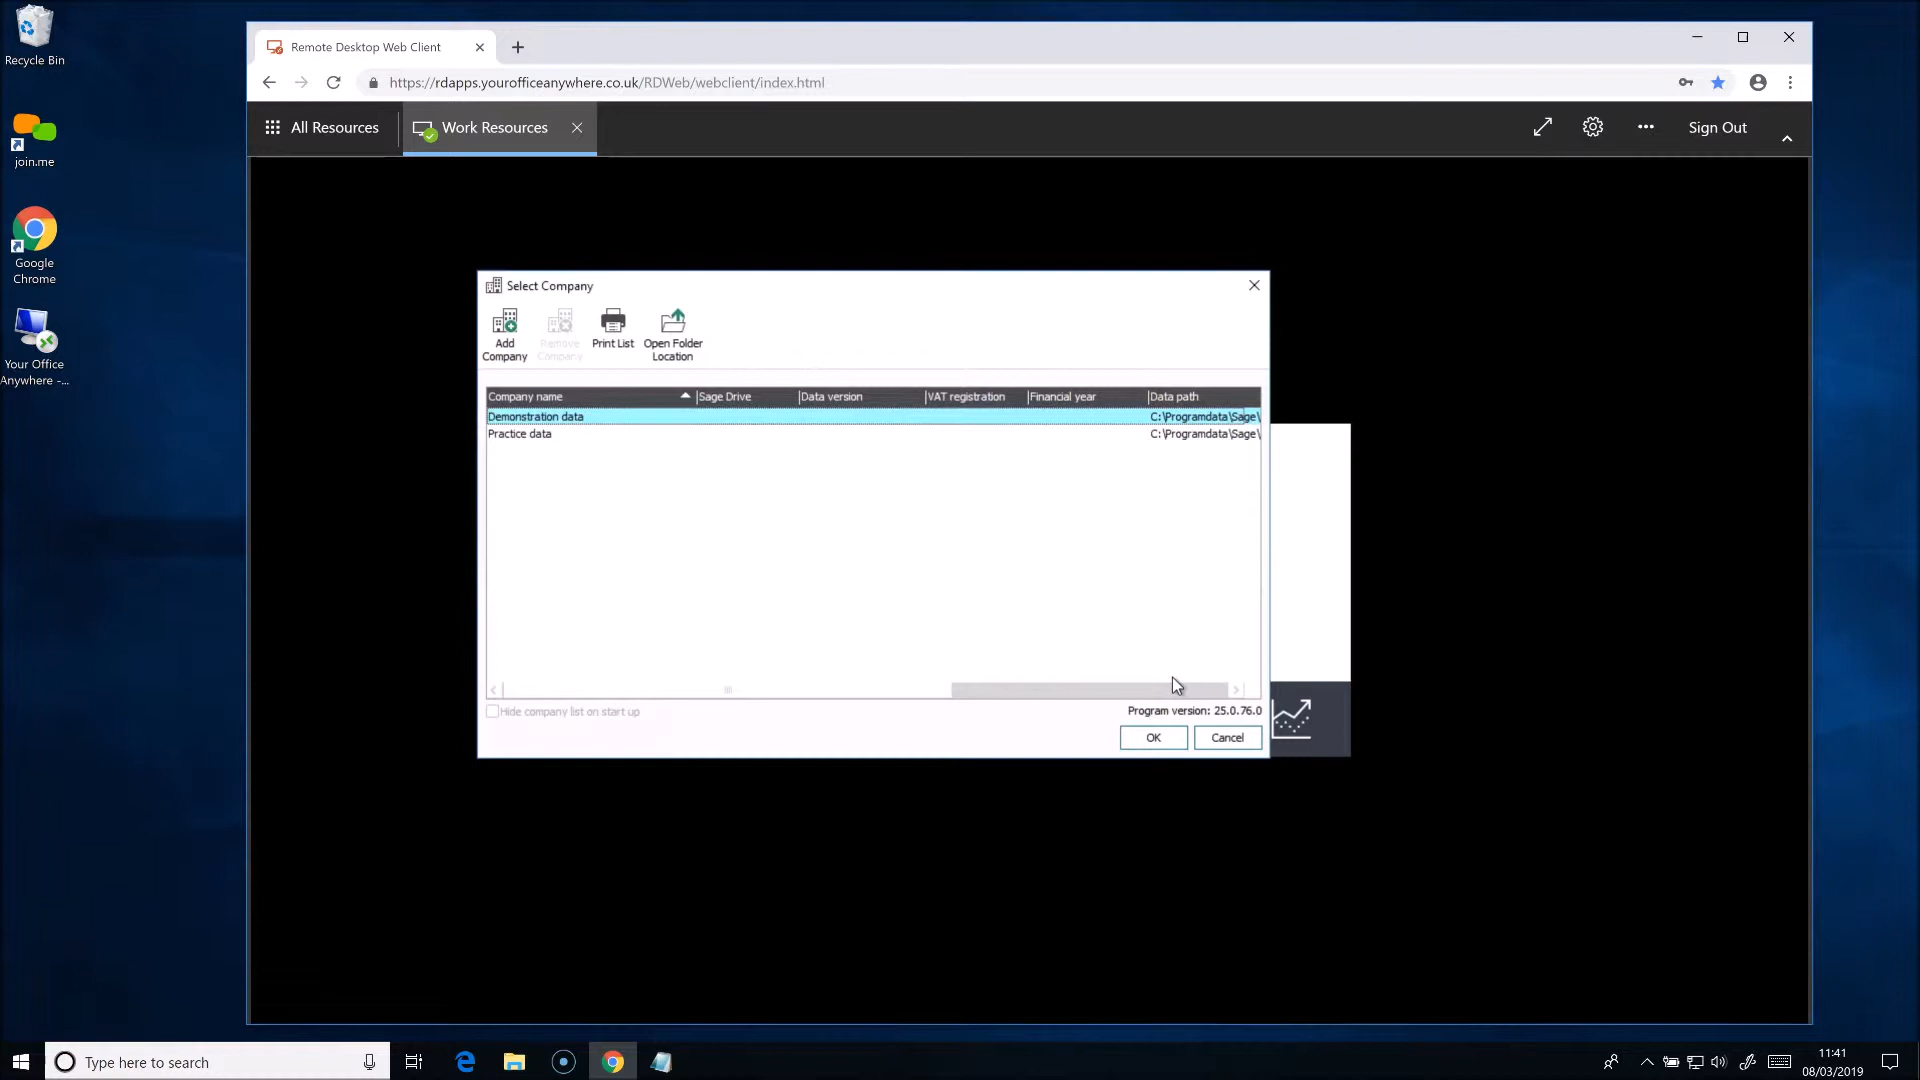 Recycle Bin
join.me
Google
Chrome
Your Office
Anywhere -...
Remote Desktop Web Client
https://rdapps.yourofficeanywhere.co.uk/RDWeb/webclient/index.html
All Resources
Work Resources
Sign Out
Select Company
Add
Company
Remove
Company
Print List
Open Folder
Location
Company name Sage Drive Data version VAT registration Financial year Data path
Demonstration data C:\Programdata\Sage\
Practice data C:\Programdata\Sage\
Hide company list on start up
Program version: 25.0.76.0
OK Cancel
Type here to search
11:41
08/03/2019